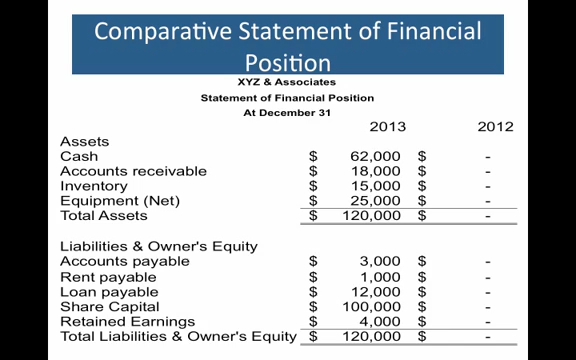 Comparative Statement of Financial
Position
XYZ & Associates
Statement of Financial Position
At December 31
2013 2012
Assets
Cash $ 62,000 $ -
Accounts receivable $ 18,000 $ -
Inventory $ 15,000 $ -
Equipment (Net) $ 25,000 $ -
Total Assets $ 120,000 $ -
Liabilities & Owner's Equity
Accounts payable $ 3,000 $ -
Rent payable $ 1,000 $ -
Loan payable $ 12,000 $ -
Share Capital $ 100,000 $ -
Retained Earnings $ 4,000 $ -
Total Liabilities & Owner's Equity $ 120,000 $ -